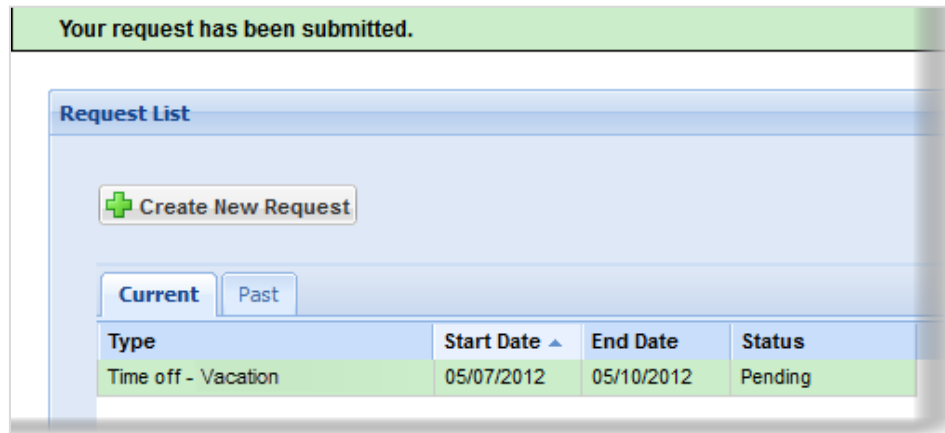 Your request has been submitted.
Request List
Create New Request
Current Past
Type Start Date End Date Status
Time off - Vacation 05/07/2012 05/10/2012 Pending